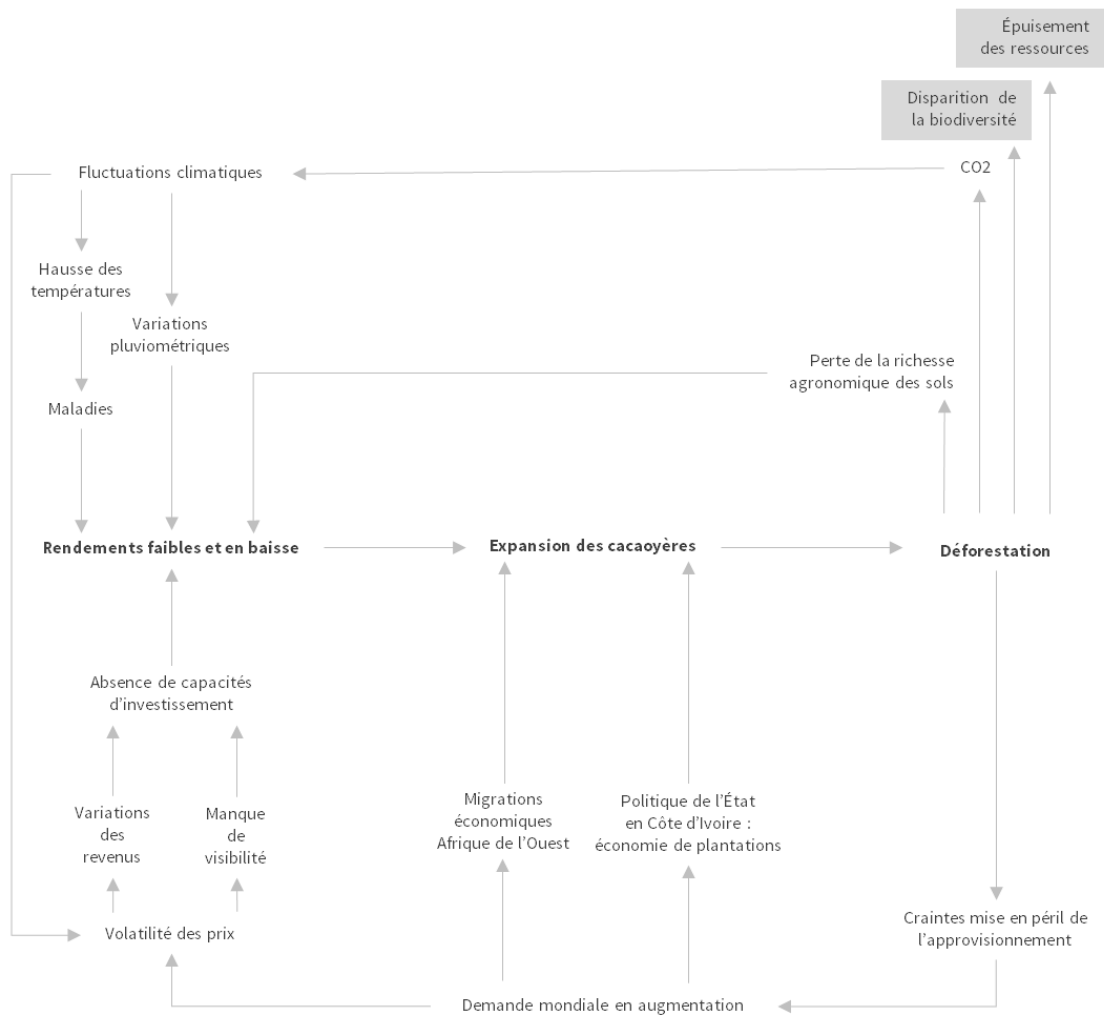 Épuisement
des ressources
Disparition de
la biodiversité
Fluctuations climatiques
CO2
Hausse des
températures
Variations
pluviométriques
Perte de la richesse
agronomique des sols
Maladies
Rendements faibles et en baisse
Expansion des cacaoyères
Déforestation
Absence de capacités
d’investissement
Variations
des
revenus
Manque
de
visibilité
Migrations
économiques
Afrique de l’Ouest
Politique de l’État
en Côte d’Ivoire :
économie de plantations
Volatilité des prix
Craintes mise en péril de
l’approvisionnement
Demande mondiale en augmentation